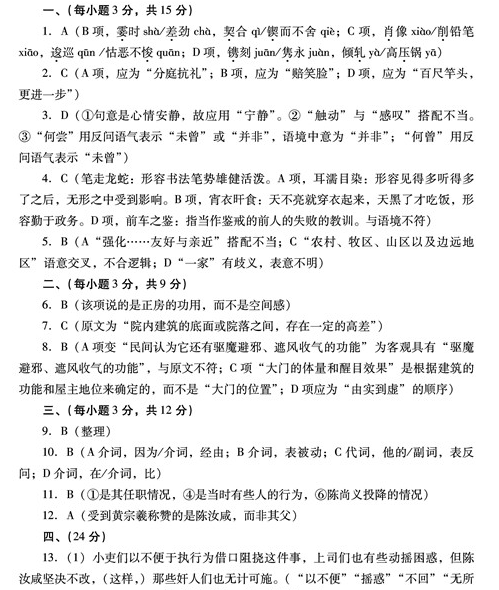 一、（每小题 3 分，共 15 分）
1. A（B 项，霎时 shà/差劲 chà，契合 qì/锲而不舍 qiè；C 项，肖像 xiào/削铅笔
xiāo，逡巡 qūn /怙恶不悛 quān；D 项，镌刻 juān/隽永 juàn，倾轧 yà/高压锅 yā）
2. C（A 项，应为“分庭抗礼”；B 项，应为“赔笑脸”；D 项，应为“百尺竿头，
更进一步”）
3. D（①句意是心情安静，故应用“宁静”。②“触动”与“感叹”搭配不当。
③“何尝”用反问语气表示“未曾”或“并非”，语境中意为“并非”；“何曾”用反
问语气表示“未曾”）
4. C（笔走龙蛇：形容书法笔势雄健活泼。A 项，耳濡目染：形容见得多听得多
了之后，无形之中受到影响。B 项，宵衣旰食：天不亮就穿衣起来，天黑了才吃饭，形
容勤于政务。D 项，前车之鉴：指当作鉴戒的前人的失败的教训。与语境不符）
5. B（A“强化……友好与亲近”搭配不当；C“农村、牧区、山区以及边远地
区”语意交叉，不合逻辑；D“一家”有歧义，表意不明）
二、（每小题 3 分，共 9 分）
6. B（该项说的是正房的功用，而不是空间感）
7. C（原文为“院内建筑的底面或院落之间，存在一定的高差”）
8. B（A 项变“民间认为它还有驱魔避邪、遮风收气的功能”为客观具有“驱魔
避邪、遮风收气的功能”，与原文不符；C 项“大门的体量和醒目效果”是根据建筑的
功能和屋主地位来确定的，而不是“大门的位置”；D 项应为“由实到虚”的顺序）
三、（每小题 3 分，共 12 分）
9. B（整理）
10. B（A 介词，因为/介词，经由；B 介词，表被动；C 代词，他的/副词，表反
问；D 介词，在/介词，比）
11. B（①是其任职情况，④是当时有些人的行为，⑥陈尚义投降的情况）
12. A（受到黄宗羲称赞的是陈汝咸，而非其父）
四、（24 分）
13. （1）小吏们以不便于执行为借口阻挠这件事，上司们也有些动摇困惑，但陈
汝咸坚决不改，（这样，）那些奸人们也无计可施。（“以不便”“摇惑”“不回”“无所